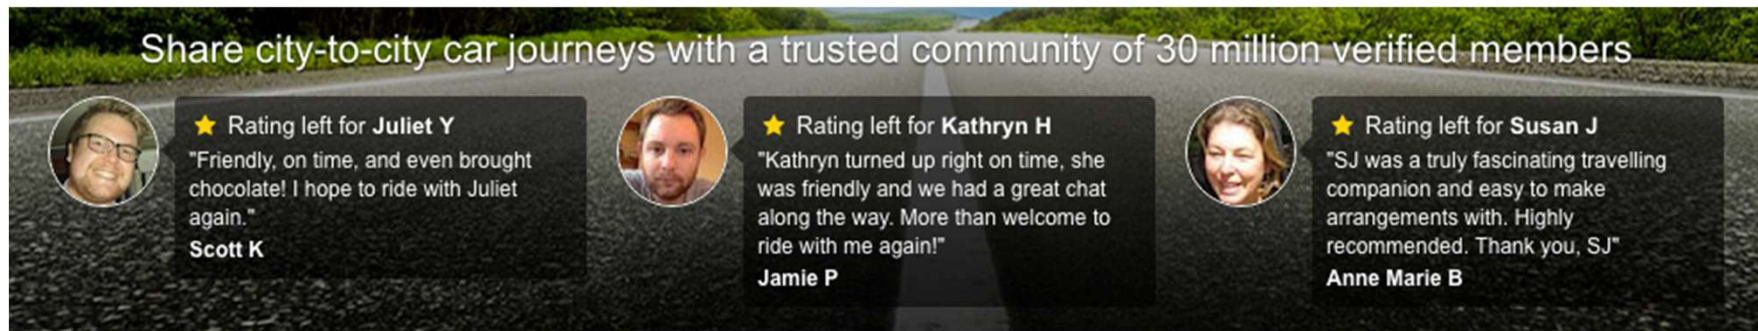 Share city-to-city car journeys with a trusted community of 30 million verified members
Rating left for Juliet Y
"Friendly, on time, and even brought
chocolate! I hope to ride with Juliet
again."
Scott K
Rating left for Kathryn H
"Kathryn turned up right on time, she
was friendly and we had a great chat
along the way. More than welcome to
ride with me again!"
Jamie P
Rating left for Susan J
"SJ was a truly fascinating travelling
companion and easy to make
arrangements with. Highly
recommended. Thank you, SJ"
Anne Marie B